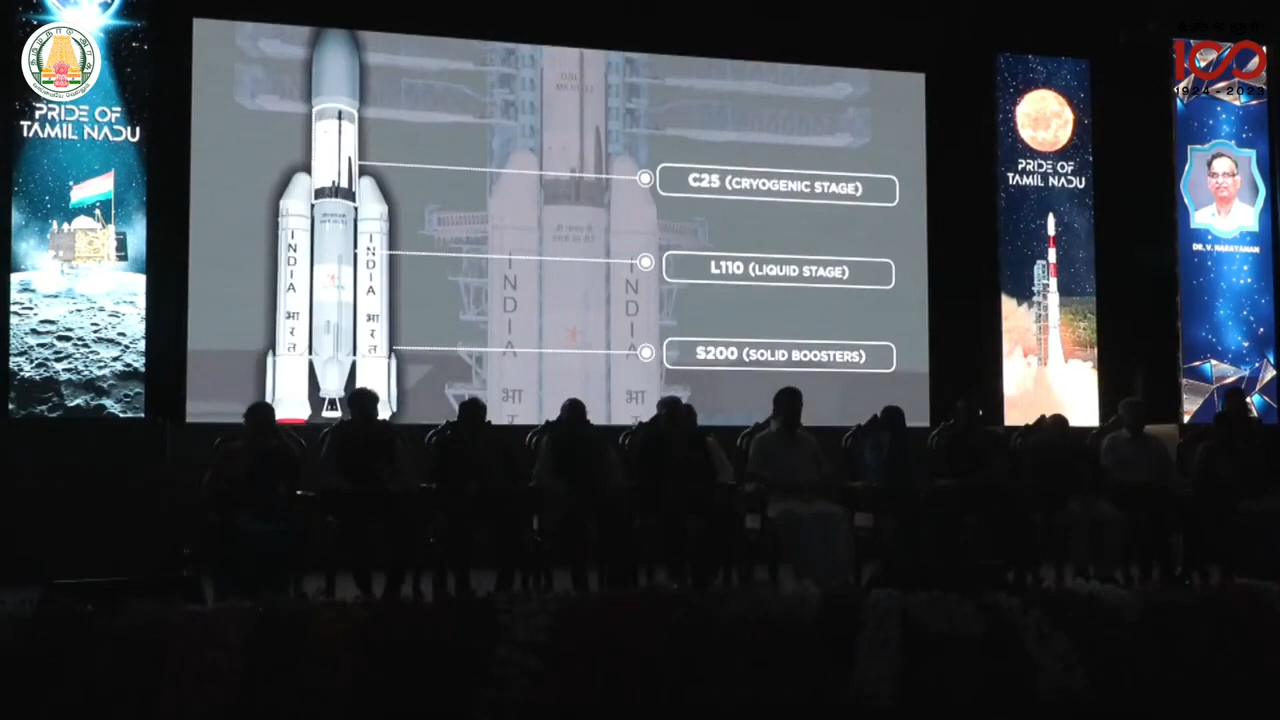 PRIDE OF
TAMIL NADU
C25 (CRYOGENIC STAGE)
L110 (LIQUID STAGE)
S200 (SOLID BOOSTERS)
INDIA
भारत
INDIA
भारत
INDIA
भा
र
INDIA
भा
PRIDE OF
TAMIL NADU
100
1924 - 2023
DR. V. NARAYANAN